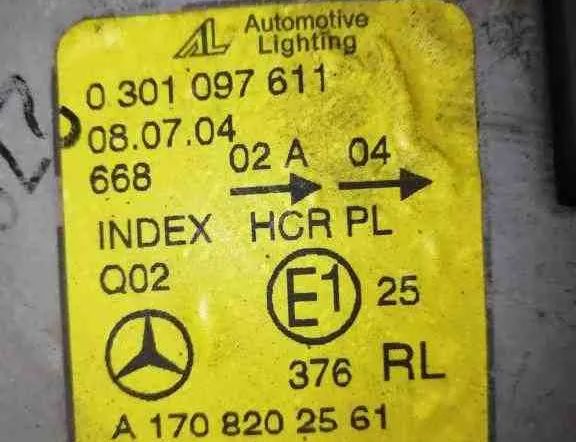 AL Automotive
Lighting
0 301 097 611
08.07.04
668 02 A 04
INDEX HCR PL
Q02 E1 25
376 RL
A 170 820 25 61